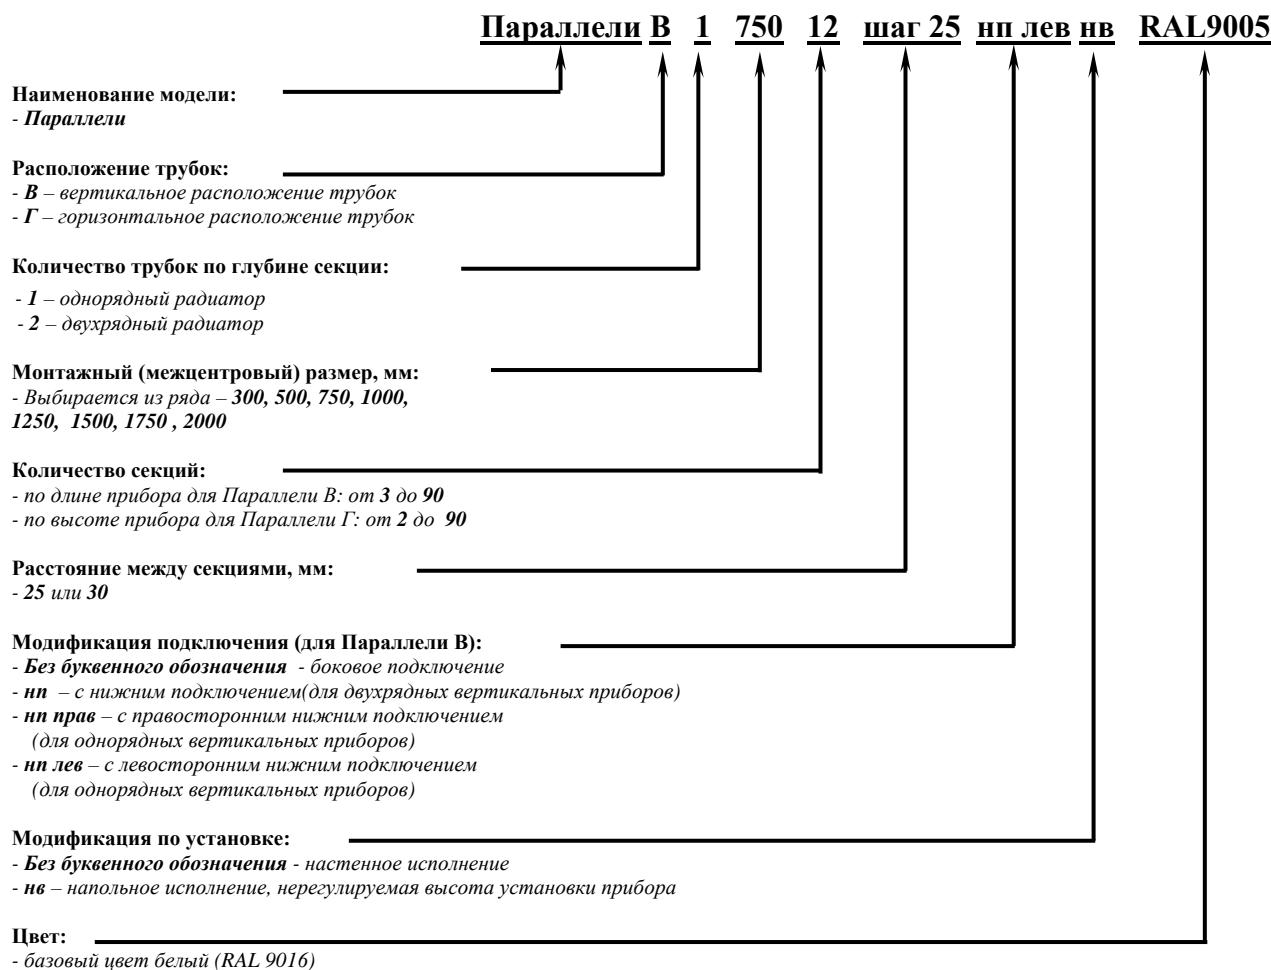 Параллели В 1 750 12 шаг 25 нп лев нв RAL9005
Наименование модели:
- Параллели
Расположение трубок:
- В – вертикальное расположение трубок
- Г – горизонтальное расположение трубок
Количество трубок по глубине секции:
- 1 – однорядный радиатор
- 2 – двухрядный радиатор
Монтажный (межцентровый) размер, мм:
- Выбирается из ряда – 300, 500, 750, 1000,
1250, 1500, 1750 , 2000
Количество секций:
- по длине прибора для Параллели В: от 3 до 90
- по высоте прибора для Параллели Г: от 2 до 90
Расстояние между секциями, мм:
- 25 или 30
Модификация подключения (для Параллели В):
- Без буквенного обозначения - боковое подключение
- нп – с нижним подключением(для двухрядных вертикальных приборов)
- нп прав – с правосторонним нижним подключением
(для однорядных вертикальных приборов)
- нп лев – с левосторонним нижним подключением
(для однорядных вертикальных приборов)
Модификация по установке:
- Без буквенного обозначения - настенное исполнение
- нв – напольное исполнение, нерегулируемая высота установки прибора
Цвет:
- базовый цвет белый (RAL 9016)